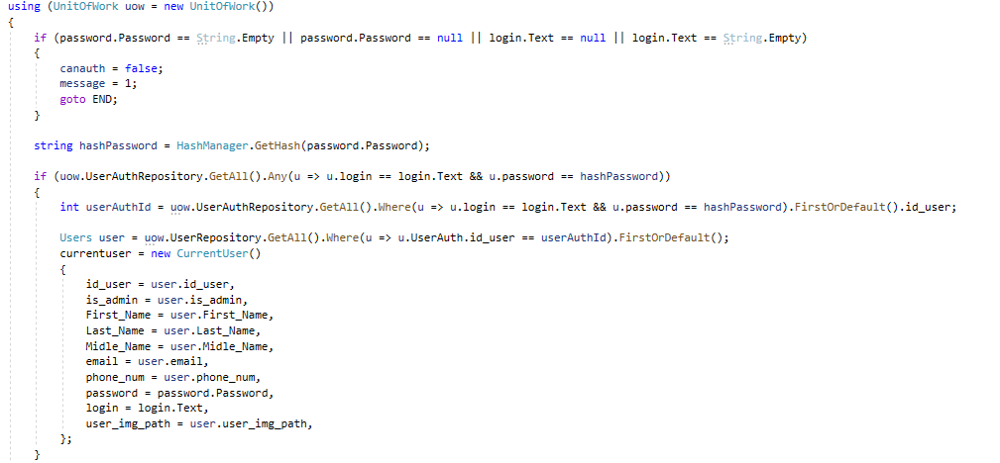 using (UnitOfWork uow = new UnitOfWork())
{
if (password.Password == String.Empty || password.Password == null || login.Text == null || login.Text == String.Empty)
{
canauth = false;
message = 1;
goto END;
}
string hashPassword = HashManager.GetHash(password.Password);
if (uow.UserAuthRepository.GetAll().Any(u => u.login == login.Text && u.password == hashPassword))
{
int userAuthId = uow.UserAuthRepository.GetAll().Where(u => u.login == login.Text && u.password == hashPassword).FirstOrDefault().id_user;
Users user = uow.UserRepository.GetAll().Where(u => u.UserAuth.id_user == userAuthId).FirstOrDefault();
currentuser = new CurrentUser()
{
id_user = user.id_user,
is_admin = user.is_admin,
First_Name = user.First_Name,
Last_Name = user.Last_Name,
Midle_Name = user.Midle_Name,
email = user.email,
phone_num = user.phone_num,
password = password.Password,
login = login.Text,
user_img_path = user.user_img_path,
};
}